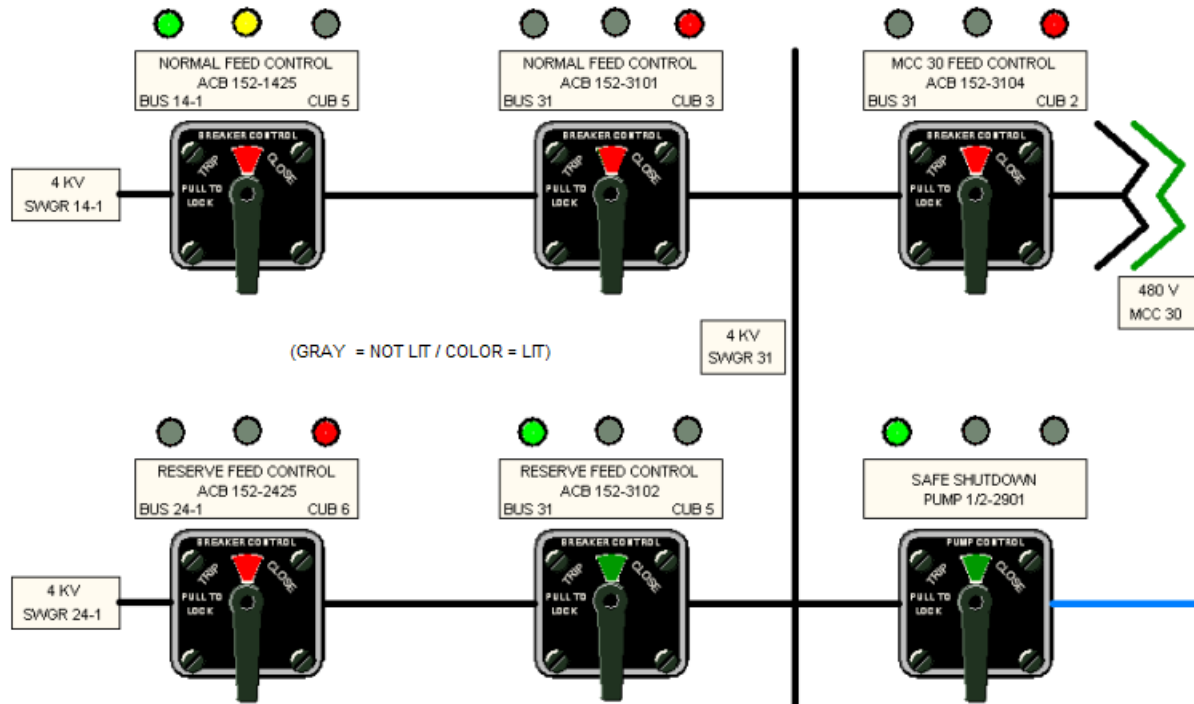 NORMAL FEED CONTROL
ACB 152-1425
BUS 14-1 CUB 5
NORMAL FEED CONTROL
ACB 152-3101
BUS 31 CUB 3
MCC 30 FEED CONTROL
ACB 152-3104
BUS 31 CUB 2
BREAKER CONTROL
TRIP CLOSE
PULL TO
LOCK
BREAKER CONTROL
TRIP CLOSE
PULL TO
LOCK
BREAKER CONTROL
TRIP CLOSE
PULL TO
LOCK
4 KV
SWGR 14-1
480 V
MCC 30
(GRAY = NOT LIT / COLOR = LIT)
4 KV
SWGR 31
RESERVE FEED CONTROL
ACB 152-2425
BUS 24-1 CUB 6
RESERVE FEED CONTROL
ACB 152-3102
BUS 31 CUB 5
SAFE SHUTDOWN
PUMP 1/2-2901
BREAKER CONTROL
TRIP CLOSE
PULL TO
LOCK
BREAKER CONTROL
TRIP CLOSE
PULL TO
LOCK
PUMP CONTROL
TRIP CLOSE
PULL TO
LOCK
4 KV
SWGR 24-1